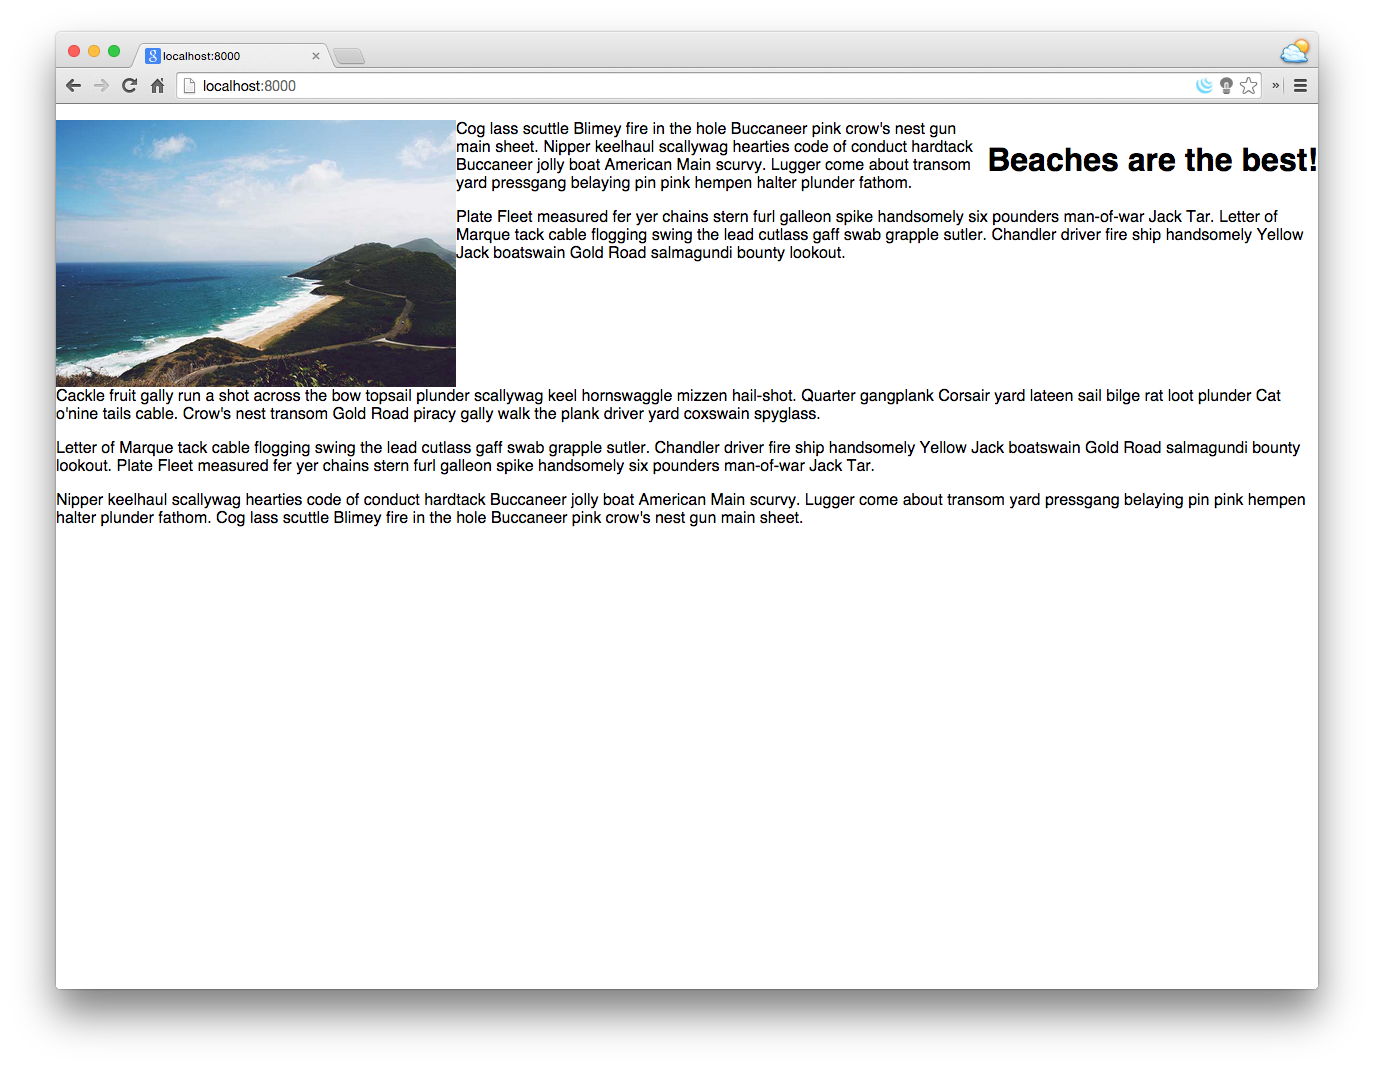 localhost:8000
localhost:8000
Cog lass scuttle Blimey fire in the hole Buccaneer pink crow's nest gun
main sheet. Nipper keelhaul scallywag hearties code of conduct hardtack
Buccaneer jolly boat American Main scurvy. Lugger come about transom
yard pressgang belaying pin pink hempen halter plunder fathom.
Beaches are the best!
Plate Fleet measured fer yer chains stern furl galleon spike handsomely six pounders man-of-war Jack Tar. Letter of
Marque tack cable flogging swing the lead cutlass gaff swab grapple sutler. Chandler driver fire ship handsomely Yellow
Jack boatswain Gold Road salmagundi bounty lookout.
Cackle fruit gally run a shot across the bow topsail plunder scallywag keel hornswaggle mizzen hail-shot. Quarter gangplank Corsair yard lateen sail bilge rat loot plunder Cat
o'nine tails cable. Crow's nest transom Gold Road piracy gally walk the plank driver yard coxswain spyglass.
Letter of Marque tack cable flogging swing the lead cutlass gaff swab grapple sutler. Chandler driver fire ship handsomely Yellow Jack boatswain Gold Road salmagundi bounty
lookout. Plate Fleet measured fer yer chains stern furl galleon spike handsomely six pounders man-of-war Jack Tar.
Nipper keelhaul scallywag hearties code of conduct hardtack Buccaneer jolly boat American Main scurvy. Lugger come about transom yard pressgang belaying pin pink hempen
halter plunder fathom. Cog lass scuttle Blimey fire in the hole Buccaneer pink crow's nest gun main sheet.